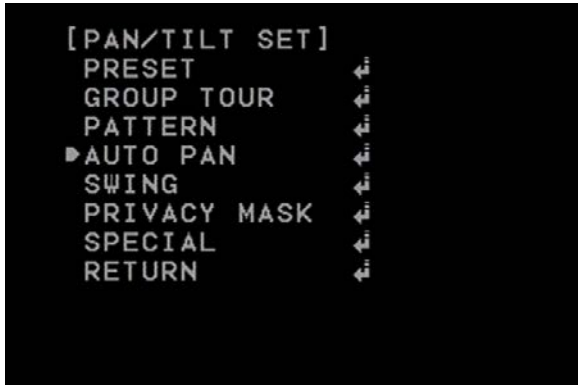 [PAN/TILT SET]
PRESET ↵
GROUP TOUR ↵
PATTERN ↵
AUTO PAN ↵
SWING ↵
PRIVACY MASK ↵
SPECIAL ↵
RETURN ↵